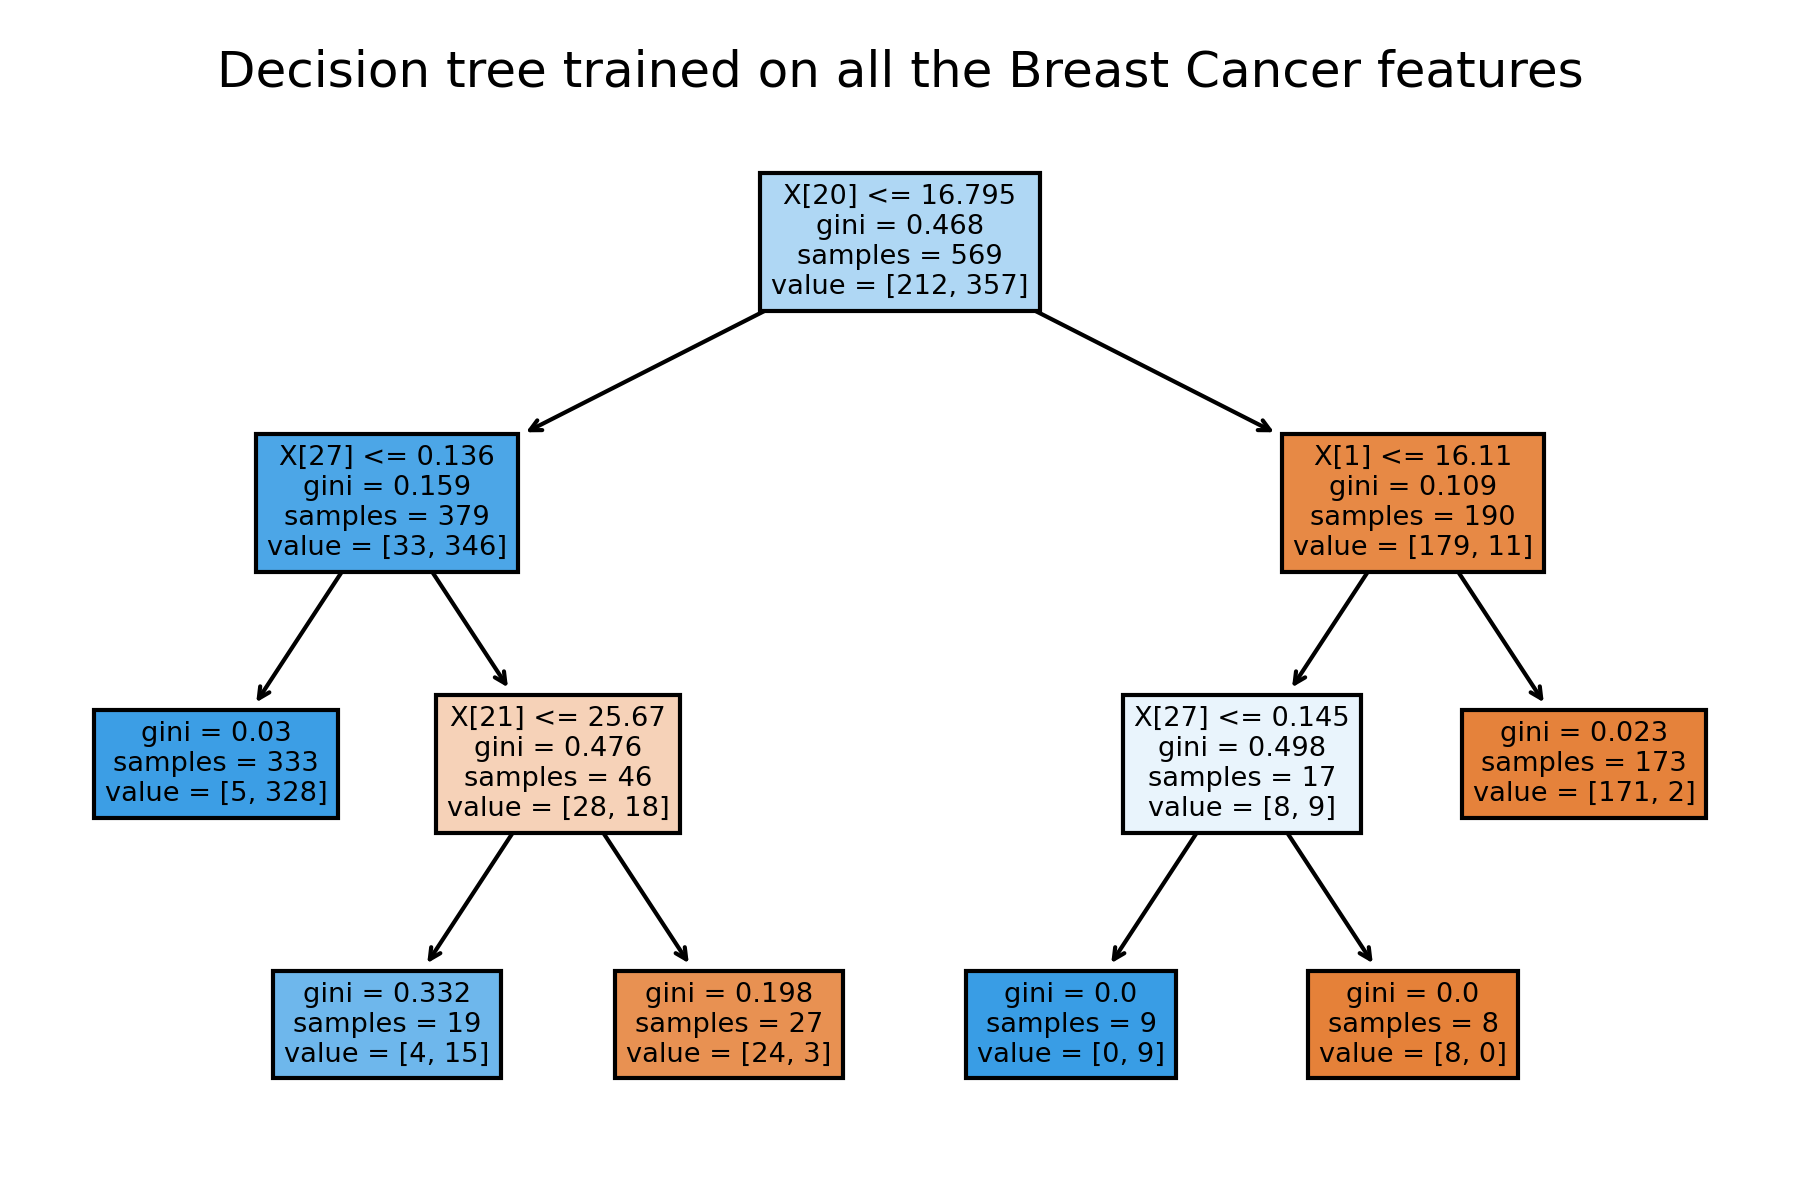 Decision tree trained on all the Breast Cancer features
X[20] <= 16.795
gini = 0.468
samples = 569
value = [212, 357]
X[27] <= 0.136
gini = 0.159
samples = 379
value = [33, 346]
X[1] <= 16.11
gini = 0.109
samples = 190
value = [179, 11]
gini = 0.03
samples = 333
value = [5, 328]
X[21] <= 25.67
gini = 0.476
samples = 46
value = [28, 18]
X[27] <= 0.145
gini = 0.498
samples = 17
value = [8, 9]
gini = 0.023
samples = 173
value = [171, 2]
gini = 0.332
samples = 19
value = [4, 15]
gini = 0.198
samples = 27
value = [24, 3]
gini = 0.0
samples = 9
value = [0, 9]
gini = 0.0
samples = 8
value = [8, 0]